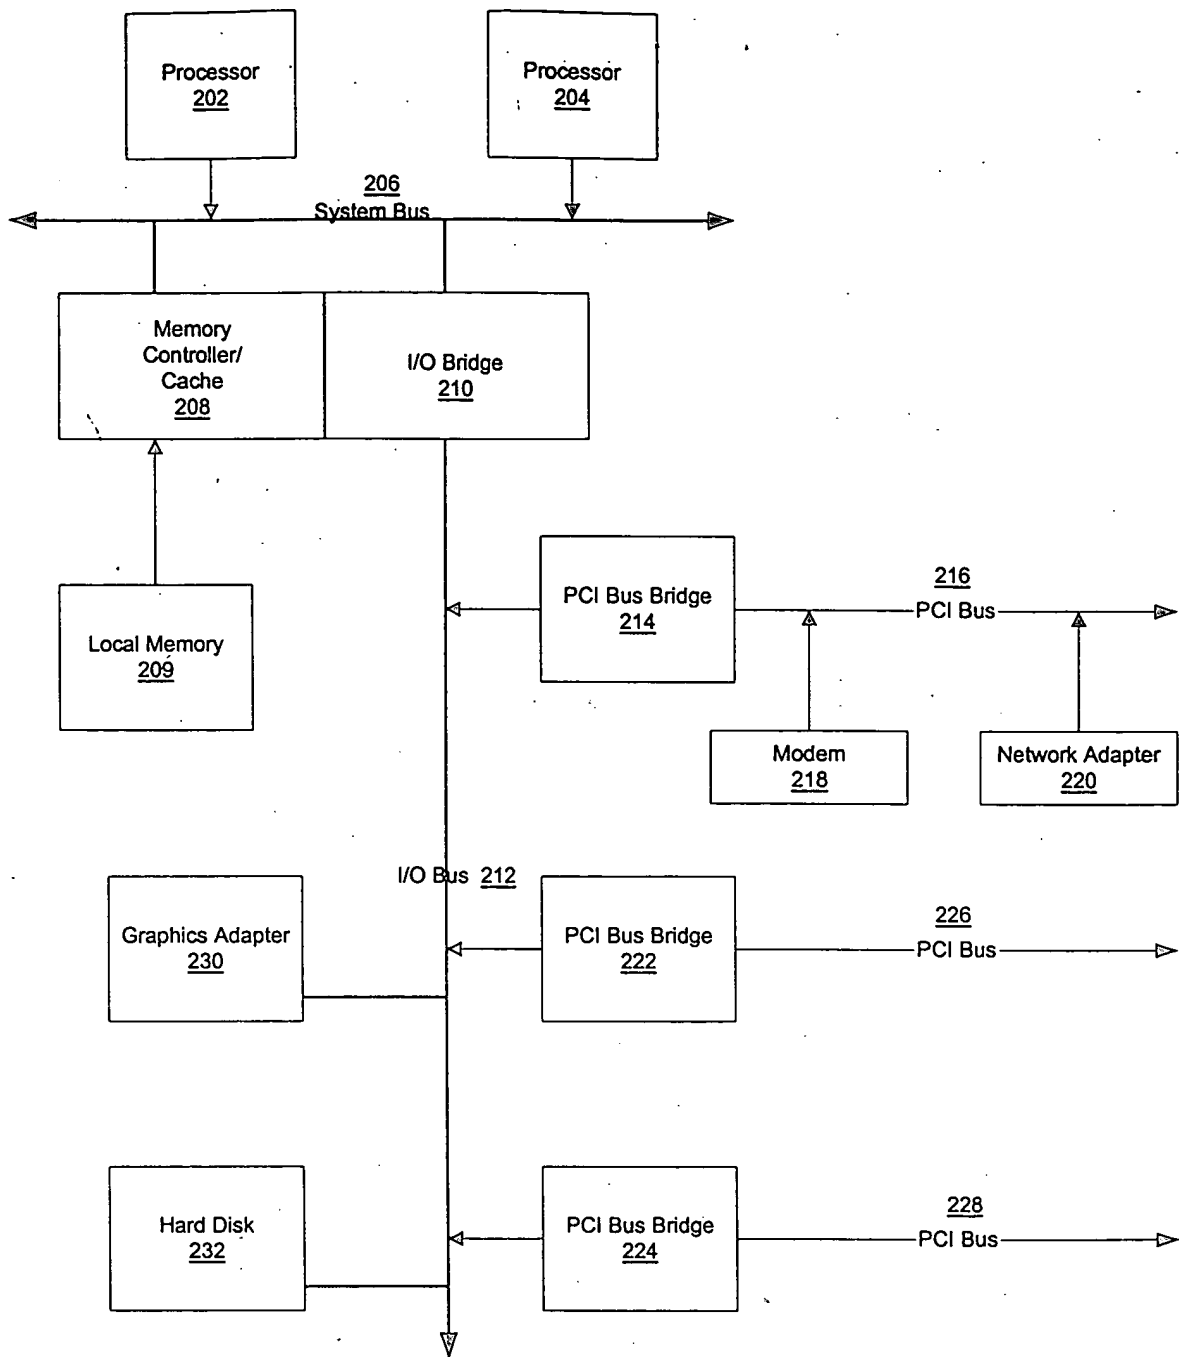 Processor
202
Processor
204
206
System Bus
Memory
Controller/
Cache
208
I/O Bridge
210
PCI Bus Bridge
214
216
PCI Bus
Local Memory
209
Modem
218
Network Adapter
220
I/O Bus 212
Graphics Adapter
230
PCI Bus Bridge
222
226
PCI Bus
Hard Disk
232
PCI Bus Bridge
224
228
PCI Bus